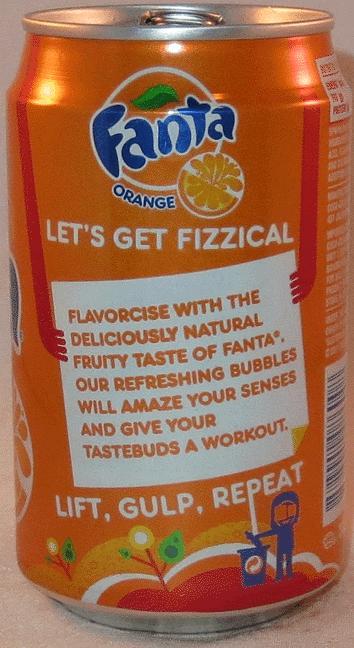 Fanta
ORANGE
LET'S GET FIZZICAL
FLAVORCISE WITH THE
DELICIOUSLY NATURAL
FRUITY TASTE OF FANTA®.
OUR REFRESHING BUBBLES
WILL AMAZE YOUR SENSES
AND GIVE YOUR
TASTEBUDS A WORKOUT.
LIFT, GULP, REPEAT